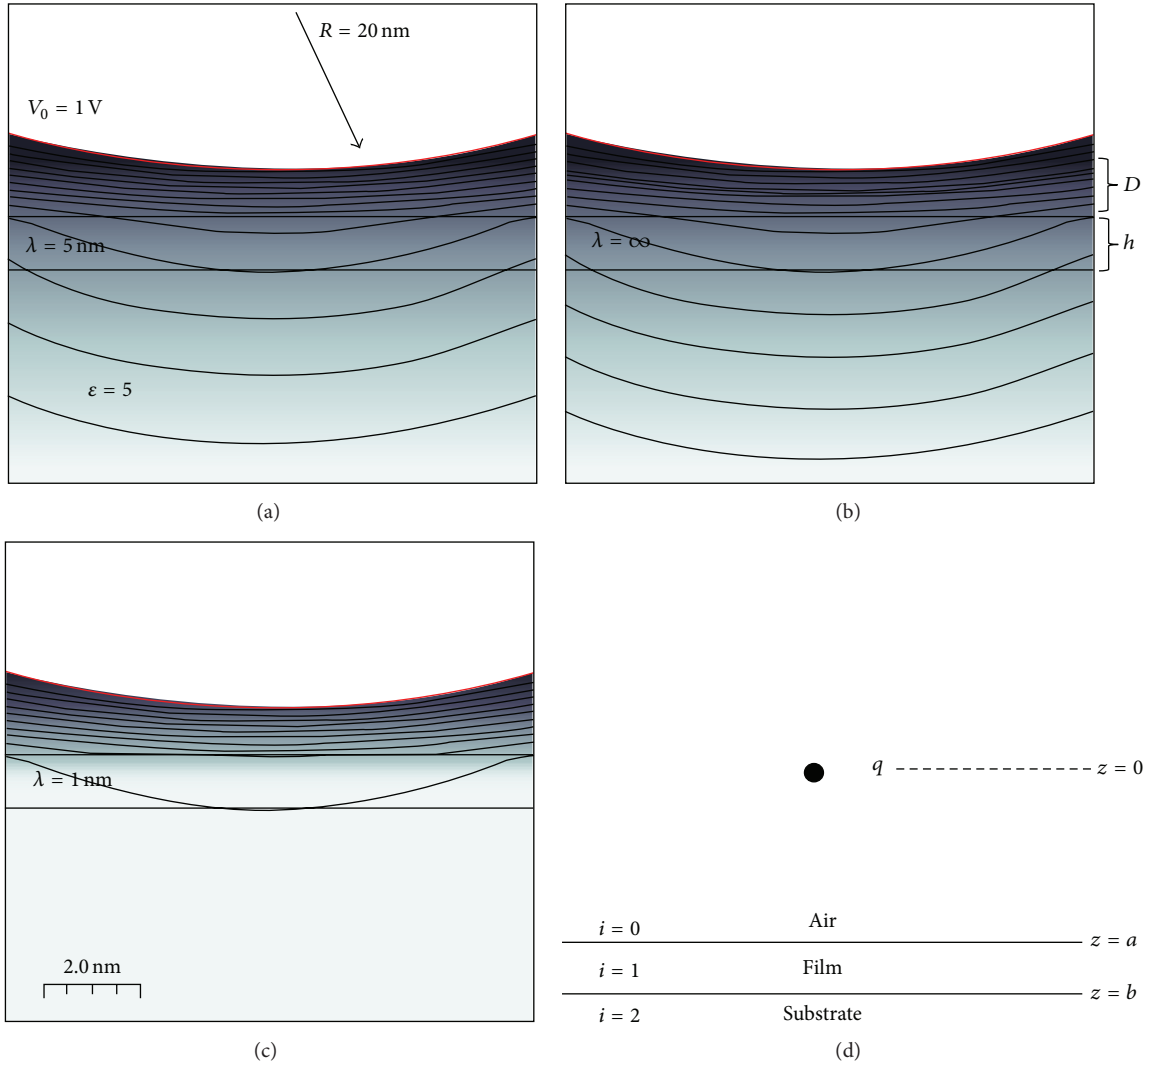 R = 20 nm
V₀ = 1 V
λ = 5 nm
ε = 5
(a)
D
λ = ∞
h
(b)
λ = 1 nm
2.0 nm
(c)
q
z = 0
Air
i = 0
z = a
i = 1
Film
z = b
i = 2
Substrate
(d)